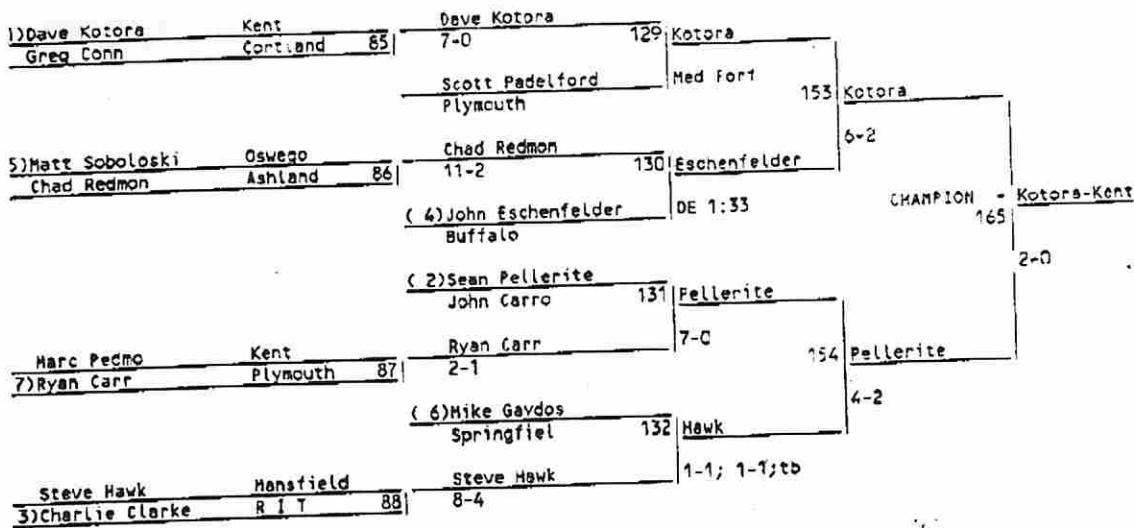 1)Dave Kotora Kent
Greg Conn Cortland 85
Dave Kotora
7-0
129 Kotora
Scott Padelford
Plymouth
Med Forf
153 Kotora
6-2
5)Matt Soboloski Oswego
Chad Redmon Ashland 86
Chad Redmon
11-2
130 Eschenfelder
( 4)John Eschenfelder
Buffalo
DE 1:33
CHAMPION - Kotora-Kent
165
2-0
( 2)Sean Pellerite
John Carro
131 Pellerite
7-0
Marc Pedmo Kent
7)Ryan Carr Plymouth 87
Ryan Carr
2-1
154 Pellerite
4-2
( 6)Mike Gavdos
Springfiel
132 Hawk
1-1; 1-1;tb
Steve Hawk Mansfield
3)Charlie Clarke R I T 88
Steve Hawk
8-4